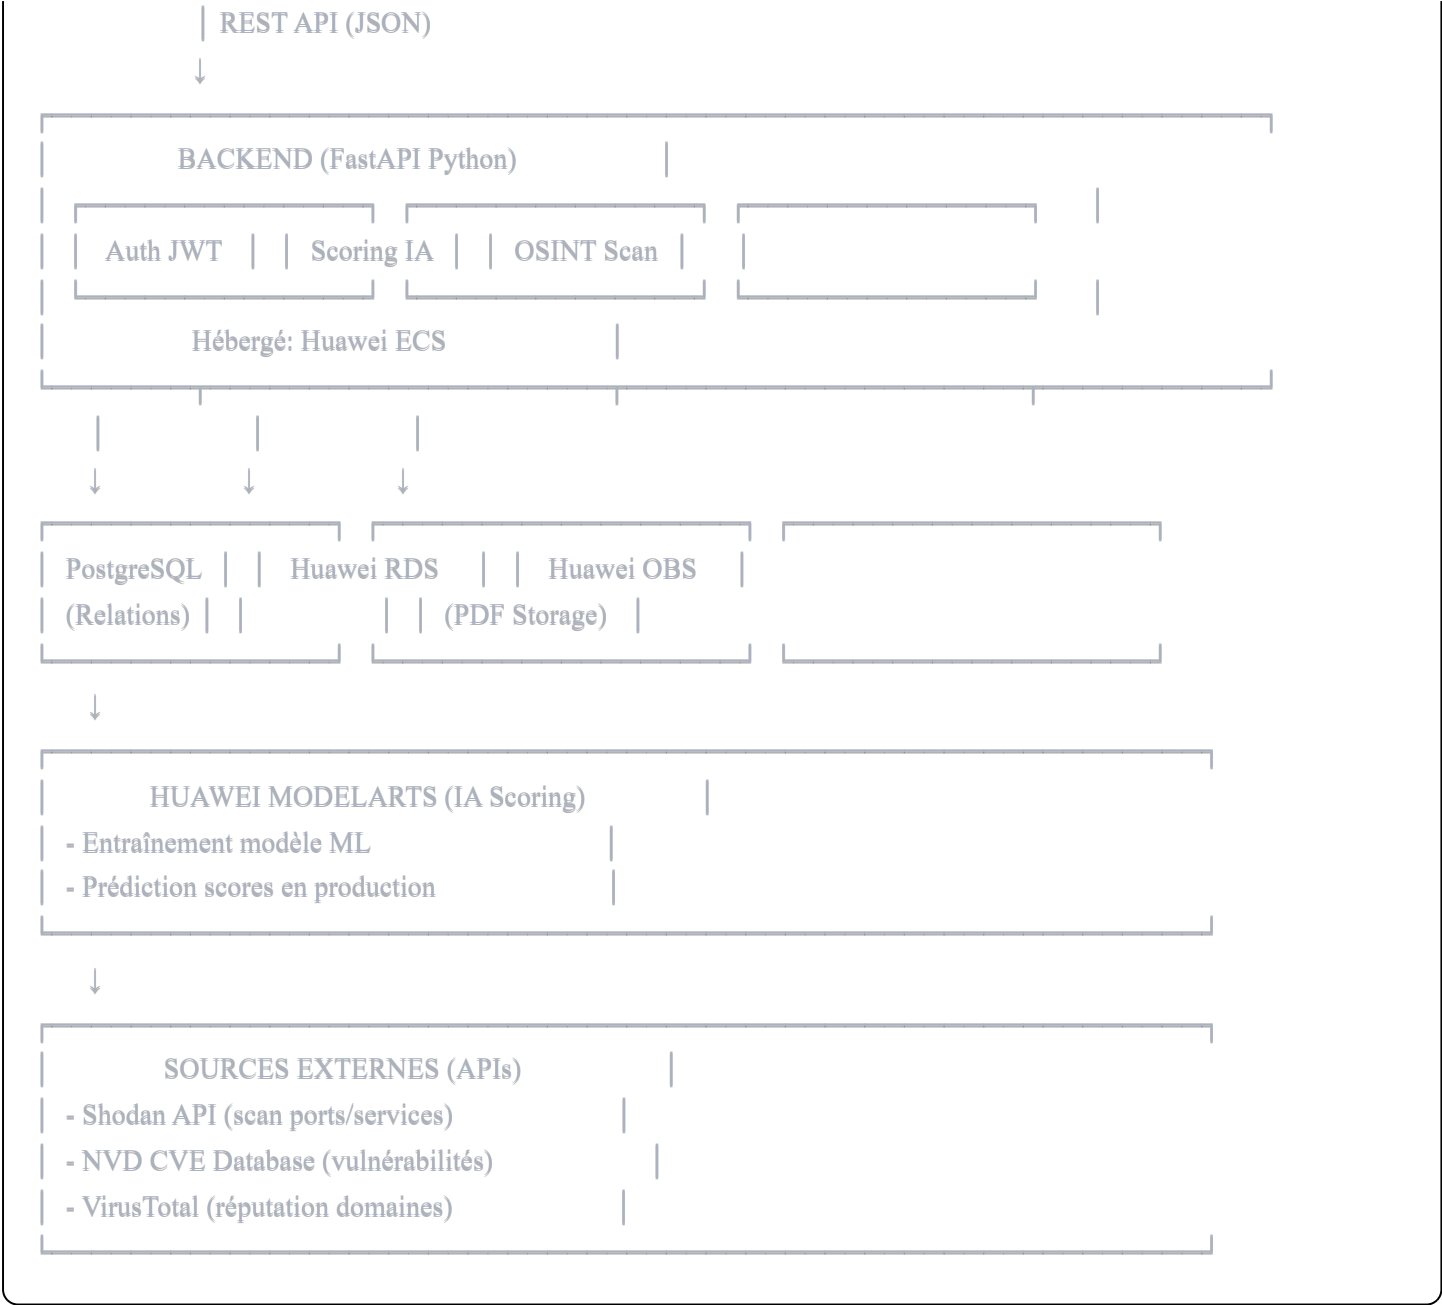 REST API (JSON)
↓
BACKEND (FastAPI Python)
Auth JWT │ │ Scoring IA │ │ OSINT Scan │ │
Hébergé: Huawei ECS
↓ ↓ ↓
PostgreSQL │ │ Huawei RDS │ │ Huawei OBS │
(Relations) │ │ │ │ (PDF Storage) │
↓
HUAWEI MODELARTS (IA Scoring)
- Entraînement modèle ML
- Prédiction scores en production
↓
SOURCES EXTERNES (APIs)
- Shodan API (scan ports/services)
- NVD CVE Database (vulnérabilités)
- VirusTotal (réputation domaines)